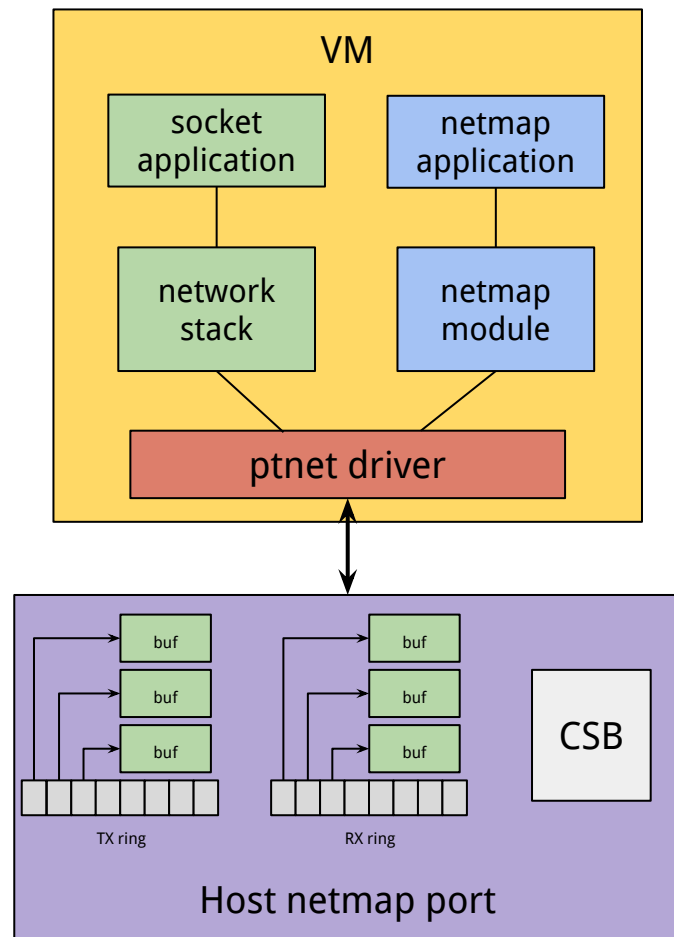 VM
socket
application
netmap
application
network
stack
netmap
module
ptnet driver
buf
buf
buf
TX ring
buf
buf
buf
RX ring
CSB
Host netmap port